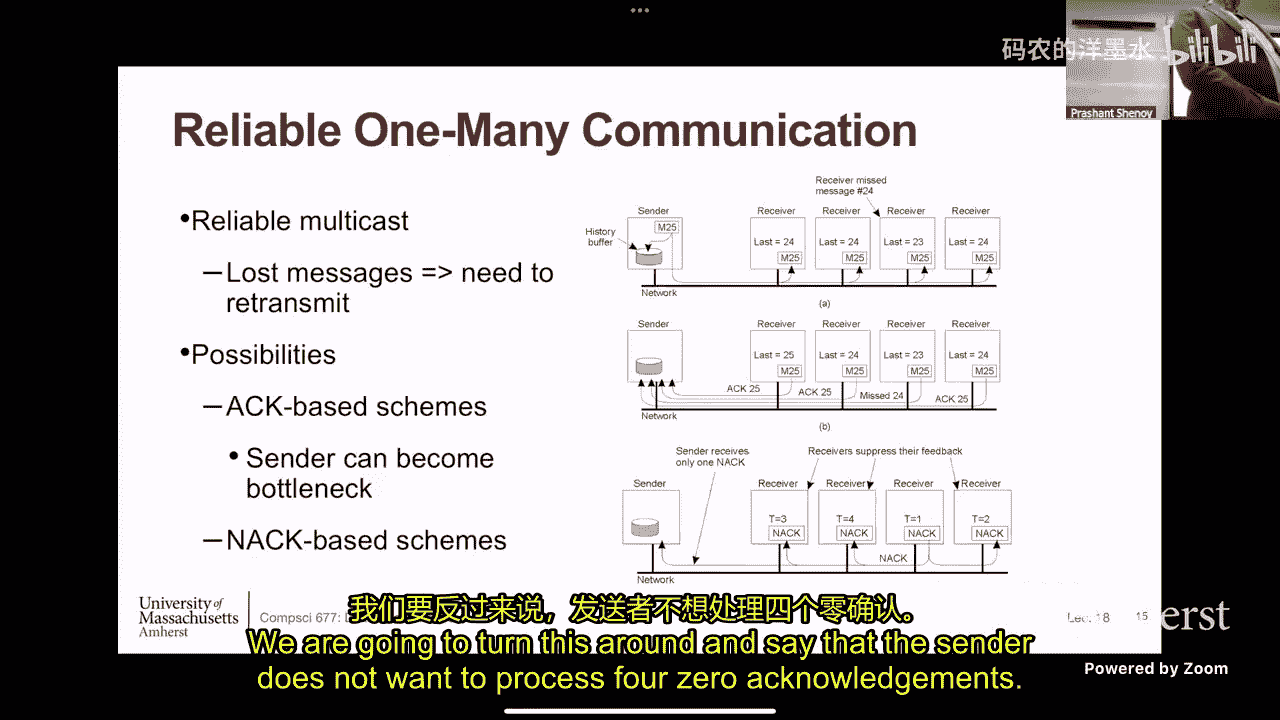 码农的洋墨水
bilibili
Prashant Shenoy
Reliable One-Many Communication
•Reliable multicast
–Lost messages => need to
retransmit
•Possibilities
–ACK-based schemes
• Sender can become
bottleneck
–NACK-based schemes
Receiver missed
message #24
Sender
Receiver
Receiver
Receiver
Receiver
History
buffer
M25
Last = 24
Last = 24
Last = 23
Last = 24
M25
M25
M25
M25
Network
(a)
Sender
Receiver
Receiver
Receiver
Receiver
Last = 25
Last = 24
Last = 23
Last = 24
M25
M25
M25
M25
ACK 25
ACK 25
Missed 24
ACK 25
Network
(b)
Sender receives
only one NACK
Receivers suppress their feedback
Sender
Receiver
Receiver
Receiver
Receiver
T=3
T=4
T=1
T=2
NACK
NACK
NACK
NACK
NACK
Network
University of
Massachusetts
Amherst
Compsci 677:
15
我们要反过来说，发送者不想处理四个零确认。
We are going to turn this around and say that the sender
does not want to process four zero acknowledgements.
Powered by Zoom